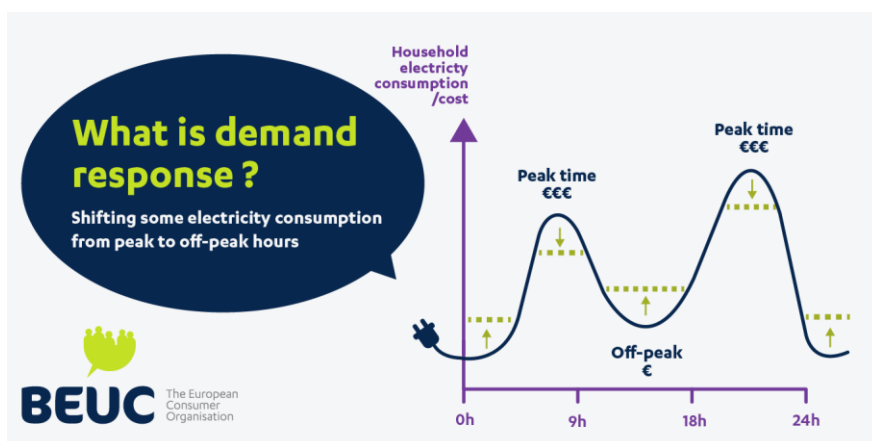 What is demand
response ?
Shifting some electricity consumption
from peak to off-peak hours
Household
electricty
consumption
/cost
Peak time
€€€
Peak time
€€€
Off-peak
€
0h
9h
18h
24h
BEUC
The European
Consumer
Organisation